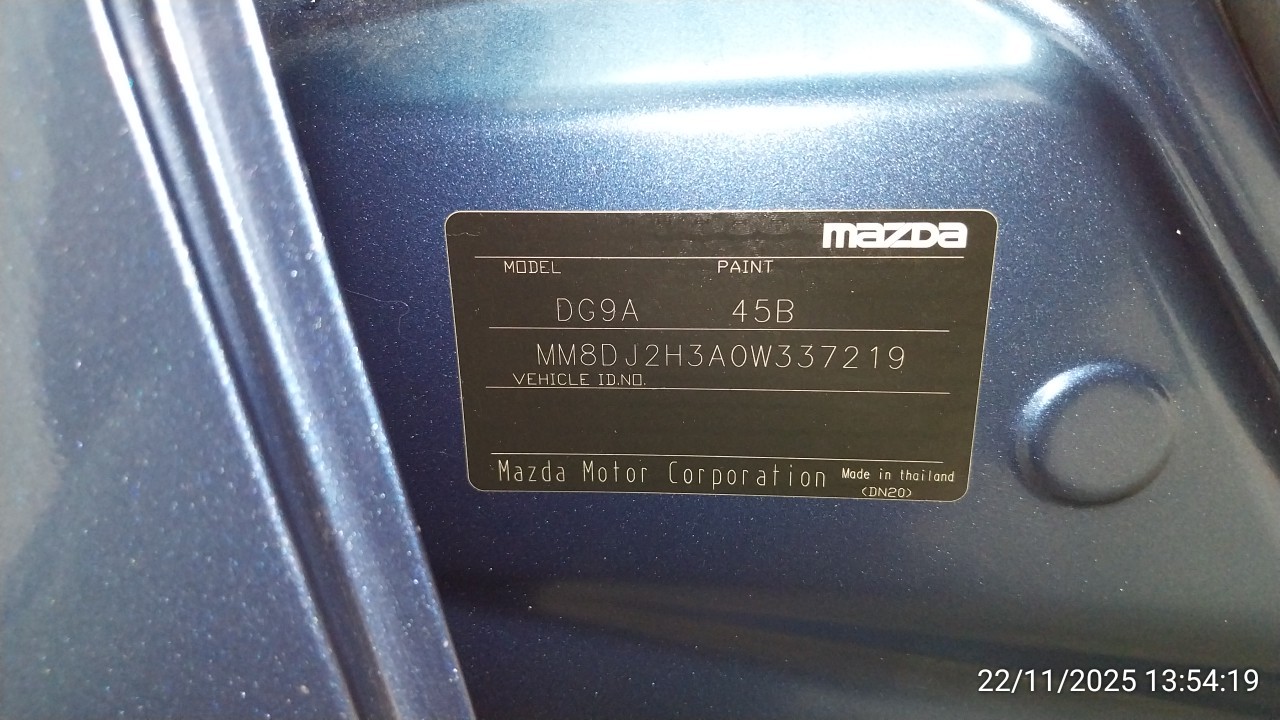 mazda
MODEL PAINT
DG9A 45B
MM8DJ2H3A0W337219
VEHICLE ID.NO.
Mazda Motor Corporation Made in thailand
<DN20>
22/11/2025 13:54:19